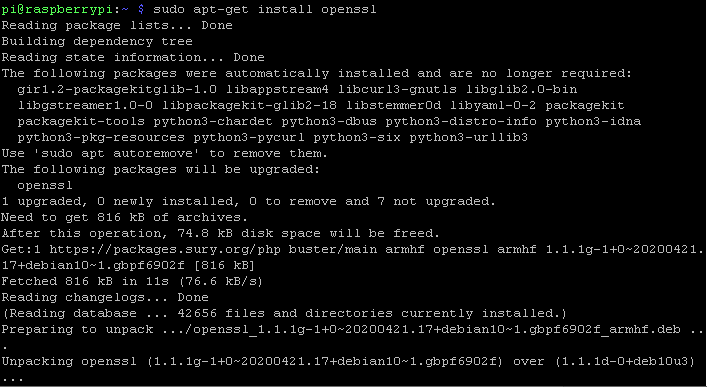 pi@raspberrypi:~ $ sudo apt-get install openssl
Reading package lists... Done
Building dependency tree
Reading state information... Done
The following packages were automatically installed and are no longer required:
  gir1.2-packagekitglib-1.0 libappstream4 libcurl3-gnutls libglib2.0-bin
  libgstreamer1.0-0 libpackagekit-glib2-18 libstemmer0d libyaml-0-2 packagekit
  packagekit-tools python3-chardet python3-dbus python3-distro-info python3-idna
  python3-pkg-resources python3-pycurl python3-six python3-urllib3
Use 'sudo apt autoremove' to remove them.
The following packages will be upgraded:
  openssl
1 upgraded, 0 newly installed, 0 to remove and 7 not upgraded.
Need to get 816 kB of archives.
After this operation, 74.8 kB disk space will be freed.
Get:1 https://packages.sury.org/php buster/main armhf openssl armhf 1.1.1g-1+0~20200421.
17+debian10~1.gbpf6902f [816 kB]
Fetched 816 kB in 11s (76.6 kB/s)
Reading changelogs... Done
(Reading database ... 42656 files and directories currently installed.)
Preparing to unpack .../openssl_1.1.1g-1+0~20200421.17+debian10~1.gbpf6902f_armhf.deb ..
.
Unpacking openssl (1.1.1g-1+0~20200421.17+debian10~1.gbpf6902f) over (1.1.1d-0+deb10u3)
...